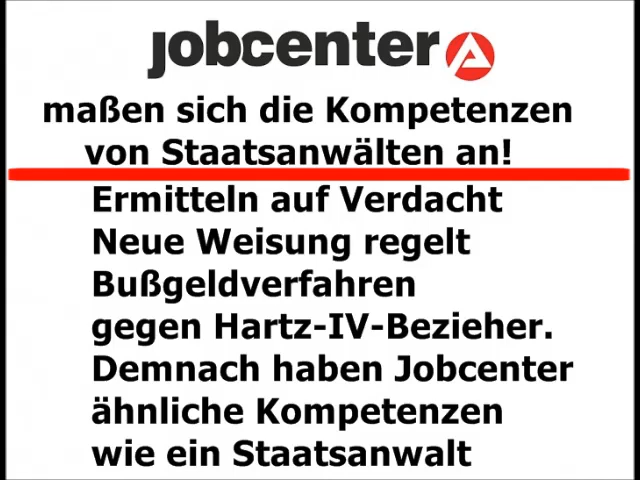 jobcenter
maßen sich die Kompetenzen
von Staatsanwälten an!
Ermitteln auf Verdacht
Neue Weisung regelt
Bußgeldverfahren
gegen Hartz-IV-Bezieher.
Demnach haben Jobcenter
ähnliche Kompetenzen
wie ein Staatsanwalt